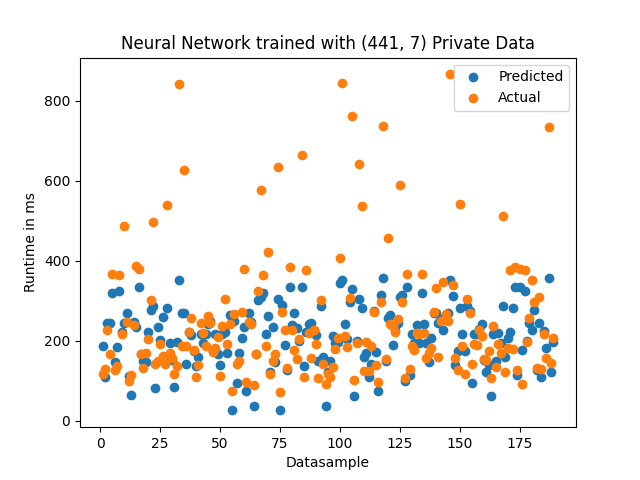 Neural Network trained with (441, 7) Private Data
Predicted
Actual
800
600
400
200
0
Runtime in ms
0 25 50 75 100 125 150 175
Datasample